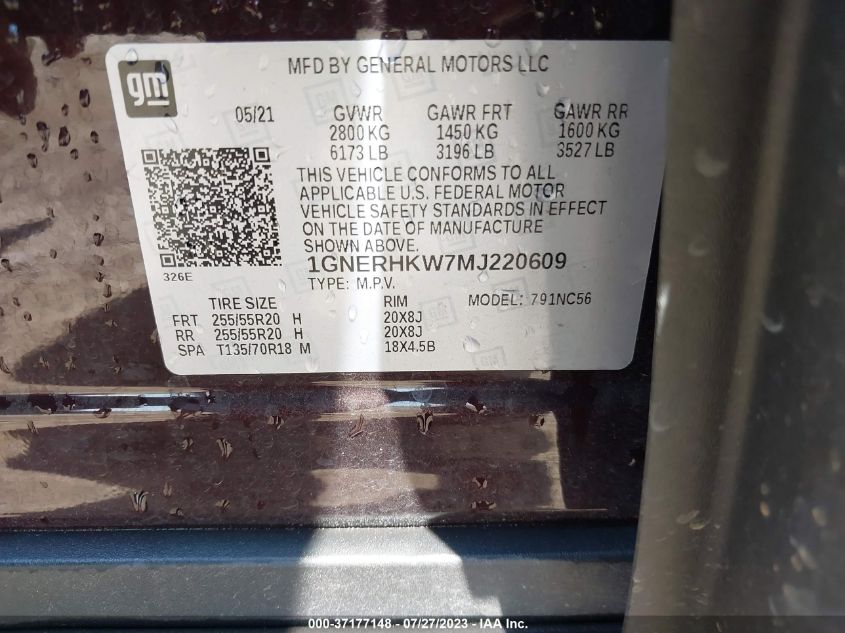 gm
MFD BY GENERAL MOTORS LLC
05/21 GVWR GAWR FRT GAWR RR
2800 KG 1450 KG 1600 KG
6173 LB 3196 LB 3527 LB
THIS VEHICLE CONFORMS TO ALL
APPLICABLE U.S. FEDERAL MOTOR
VEHICLE SAFETY STANDARDS IN EFFECT
ON THE DATE OF MANUFACTURE
SHOWN ABOVE.
326E
1GNERHKW7MJ220609
TYPE: M.P.V.
TIRE SIZE RIM MODEL: 791NC56
FRT 255/55R20 H 20X8J
RR 255/55R20 H 20X8J
SPA T135/70R18 M 18X4.5B
000-37177148 - 07/27/2023 - IAA Inc.